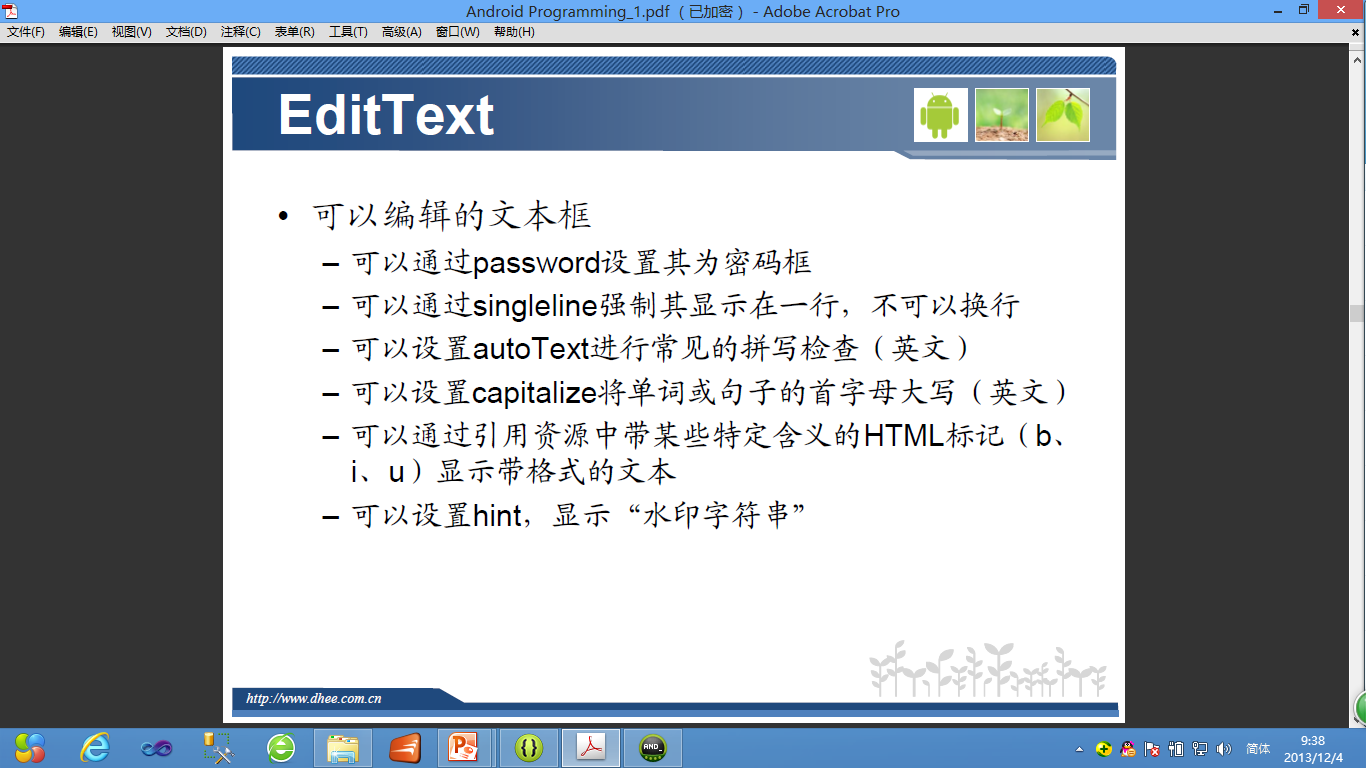 Android Programming_1.pdf （已加密） - Adobe Acrobat Pro
文件(F) 编辑(E) 视图(V) 文档(D) 注释(C) 表单(R) 工具(T) 高级(A) 窗口(W) 帮助(H)
EditText
• 可以编辑的文本框
– 可以通过password设置其为密码框
– 可以通过singleline强制其显示在一行，不可以换行
– 可以设置autoText进行常见的拼写检查（英文）
– 可以设置capitalize将单词或句子的首字母大写（英文）
– 可以通过引用资源中带某些特定含义的HTML标记（b、
i、u）显示带格式的文本
– 可以设置hint，显示“水印字符串”
http://www.dhee.com.cn
AND_
简体
9:38
2013/12/4